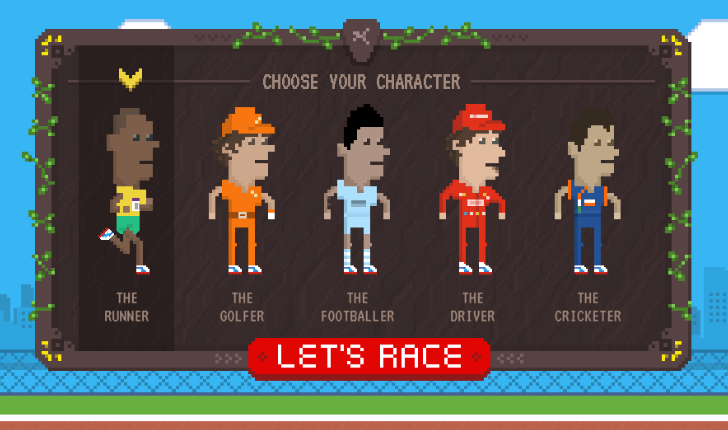 CHOOSE YOUR CHARACTER
THE
RUNNER
THE
GOLFER
THE
FOOTBALLER
THE
DRIVER
THE
CRICKETER
LET'S RACE